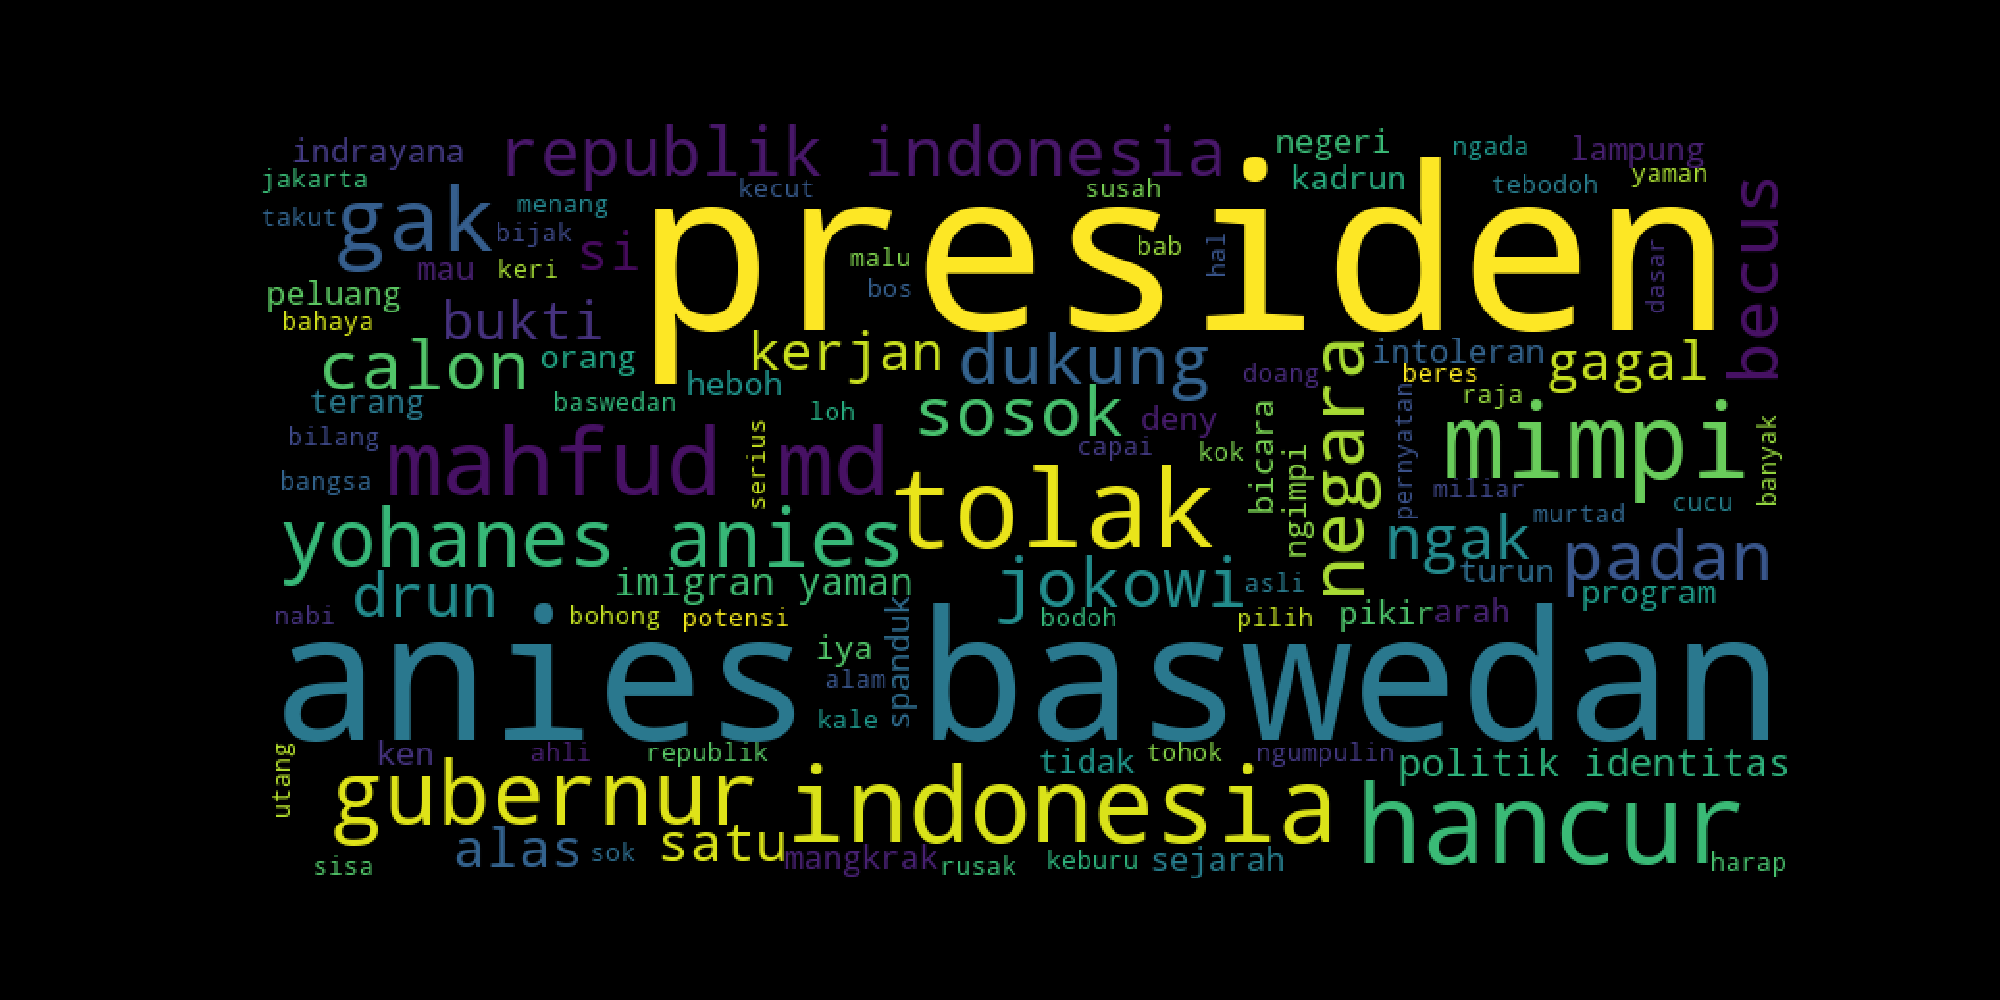 republik indonesia
negeri
ngada
lampung
indrayana
jakarta
kecut
susah
kadrun
tebodoh
yaman
takut
gak
menang
bijak
si
presiden
becus
mau
keri
malu
bab
hal
dasar
bos
peluang
bahaya
bukti
calon
orang
kerjan
dukung
intoleran
gagal
heboh
doang
beres
raja
terang
baswedan
loh
sosok
deny
bicara
negara
pernyatan
mimpi
banyak
bilang
mahfud md
serius
capai
kok
ngimpi
bangsa
tolak
miliar
cucu
murtad
yohanes anies
ngak
padan
turun
drun
imigran yaman
jokowi
asli
program
nabi
bohong
potensi
spanduk
bodoh
pilih
pikir
arah
anies baswedan
iya
alam
kale
utang
ken
ahli
republik
tidak
tohok
ngumpulin
politik identitas
gubernur
indonesia
hancur
alas
sok
satu
mangkrak
rusak
keburu
sejarah
harap
sisa